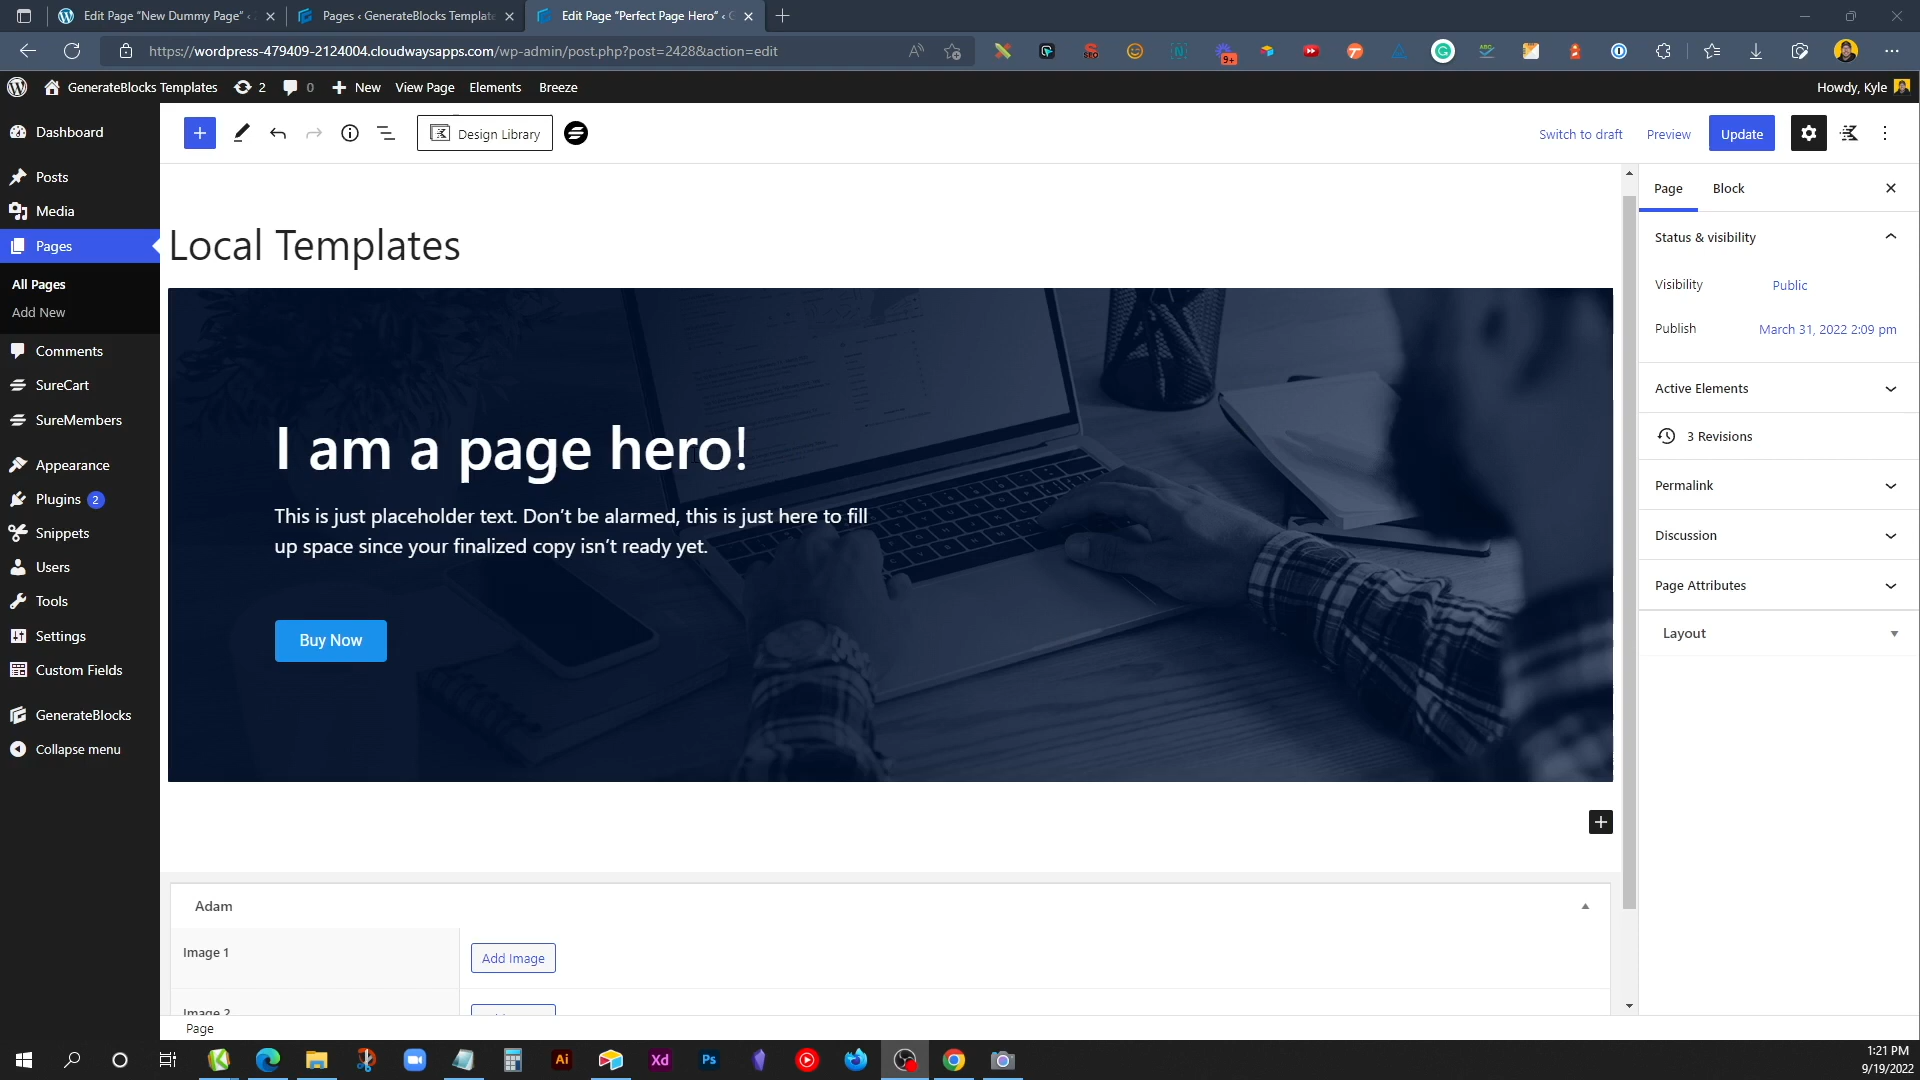 Edit Page “New Dummy Page” ‹
Pages ‹ GenerateBlocks Template
Edit Page “Perfect Page Hero” ‹ G
https://wordpress-479409-2124004.cloudwaysapps.com/wp-admin/post.php?post=2428&action=edit
9+
GenerateBlocks Templates
2
0
New
View Page
Elements
Breeze
Howdy, Kyle
Dashboard
Posts
Media
Pages
All Pages
Add New
Comments
SureCart
SureMembers
Appearance
Plugins 2
Snippets
Users
Tools
Settings
Custom Fields
GenerateBlocks
Collapse menu
Design Library
Switch to draft
Preview
Update
Local Templates
I am a page hero!
This is just placeholder text. Don’t be alarmed, this is just here to fill
up space since your finalized copy isn’t ready yet.
Buy Now
Adam
Image 1
Add Image
Image 2
Page
Page
Block
Status & visibility
Visibility
Public
Publish
March 31, 2022 2:09 pm
Active Elements
3 Revisions
Permalink
Discussion
Page Attributes
Layout
Ai
Xd
Ps
1:21 PM
9/19/2022